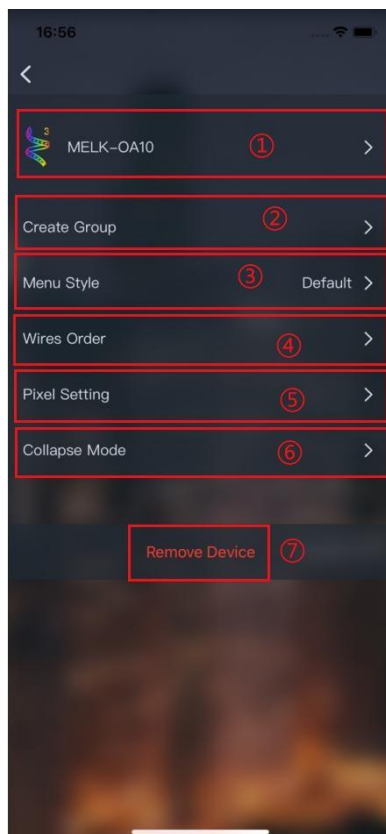 16:56
3
MELK-OA10 ①
Create Group ②
Menu Style ③ Default
Wires Order ④
Pixel Setting ⑤
Collapse Mode ⑥
Remove Device ⑦